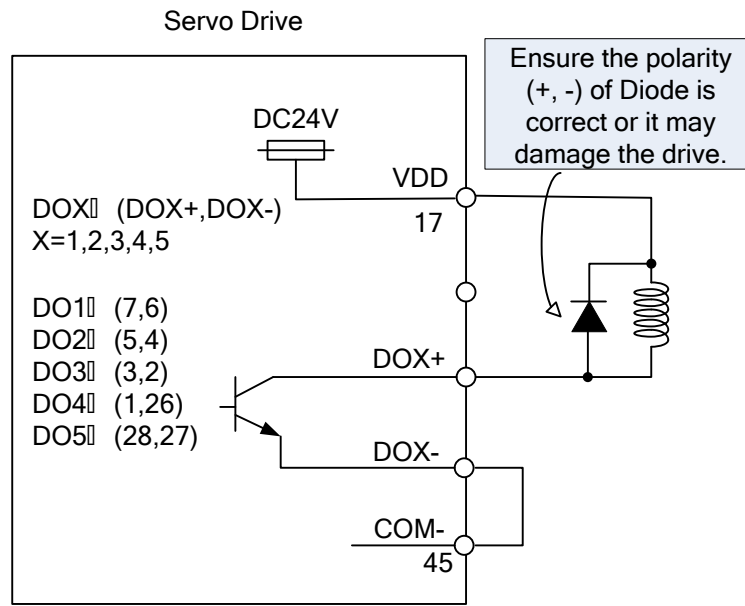 Servo Drive
Ensure the polarity
(+, -) of Diode is
correct or it may
damage the drive.
DC24V
VDD
17
DOX▯ (DOX+,DOX-)
X=1,2,3,4,5
DO1▯ (7,6)
DO2▯ (5,4)
DO3▯ (3,2)
DO4▯ (1,26)
DO5▯ (28,27)
DOX+
DOX-
COM-
45